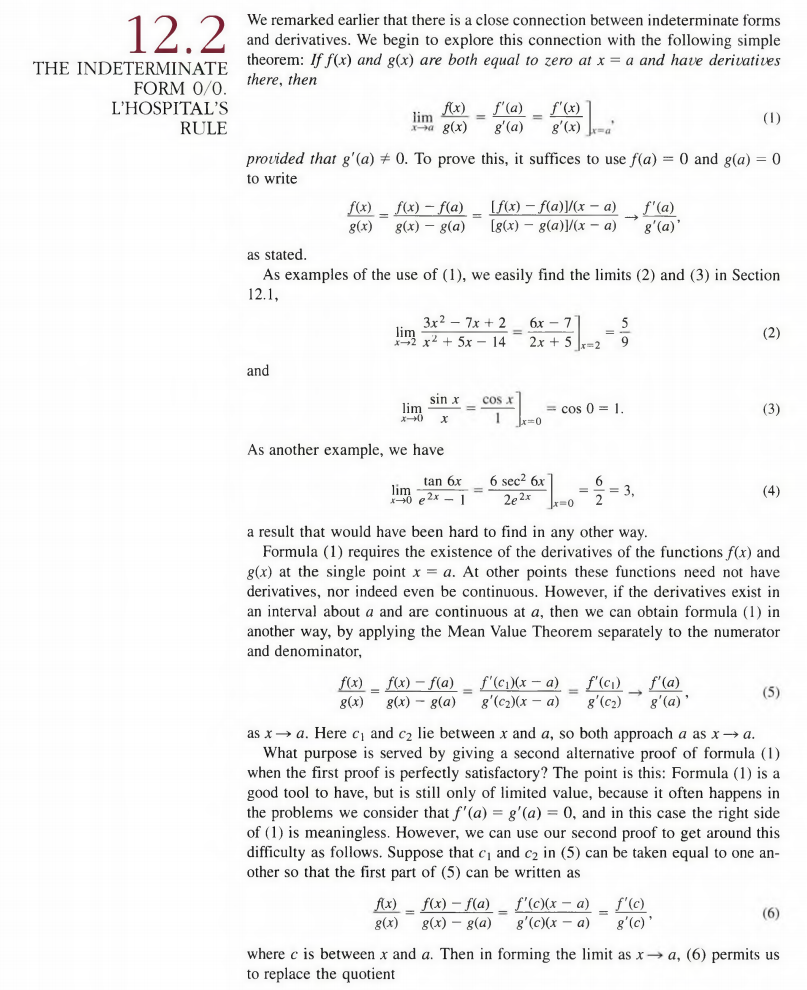 12.2
THE INDETERMINATE
FORM 0/0.
L'HOSPITAL'S
RULE
We remarked earlier that there is a close connection between indeterminate forms
and derivatives. We begin to explore this connection with the following simple
theorem: If f(x) and g(x) are both equal to zero at x = a and have derivatives
there, then
lim_{x→a} f(x)/g(x) = f'(a)/g'(a) = f'(x)/g'(x)]_{x=a}, (1)
provided that g'(a) ≠ 0. To prove this, it suffices to use f(a) = 0 and g(a) = 0
to write
f(x)/g(x) = (f(x) − f(a))/(g(x) − g(a)) = ([f(x) − f(a)]/(x − a))/([g(x) − g(a)]/(x − a)) → f'(a)/g'(a),
as stated.
As examples of the use of (1), we easily find the limits (2) and (3) in Section
12.1,
lim_{x→2} (3x² − 7x + 2)/(x² + 5x − 14) = (6x − 7)/(2x + 5)]_{x=2} = 5/9 (2)
and
lim_{x→0} sin x/x = cos x/1]_{x=0} = cos 0 = 1. (3)
As another example, we have
lim_{x→0} tan 6x/(e^{2x} − 1) = 6 sec² 6x/2e^{2x}]_{x=0} = 6/2 = 3, (4)
a result that would have been hard to find in any other way.
Formula (1) requires the existence of the derivatives of the functions f(x) and
g(x) at the single point x = a. At other points these functions need not have
derivatives, nor indeed even be continuous. However, if the derivatives exist in
an interval about a and are continuous at a, then we can obtain formula (1) in
another way, by applying the Mean Value Theorem separately to the numerator
and denominator,
f(x)/g(x) = (f(x) − f(a))/(g(x) − g(a)) = f'(c₁)(x − a)/g'(c₂)(x − a) = f'(c₁)/g'(c₂) → f'(a)/g'(a), (5)
as x → a. Here c₁ and c₂ lie between x and a, so both approach a as x → a.
What purpose is served by giving a second alternative proof of formula (1)
when the first proof is perfectly satisfactory? The point is this: Formula (1) is a
good tool to have, but is still only of limited value, because it often happens in
the problems we consider that f'(a) = g'(a) = 0, and in this case the right side
of (1) is meaningless. However, we can use our second proof to get around this
difficulty as follows. Suppose that c₁ and c₂ in (5) can be taken equal to one an-
other so that the first part of (5) can be written as
f(x)/g(x) = (f(x) − f(a))/(g(x) − g(a)) = f'(c)(x − a)/g'(c)(x − a) = f'(c)/g'(c), (6)
where c is between x and a. Then in forming the limit as x → a, (6) permits us
to replace the quotient